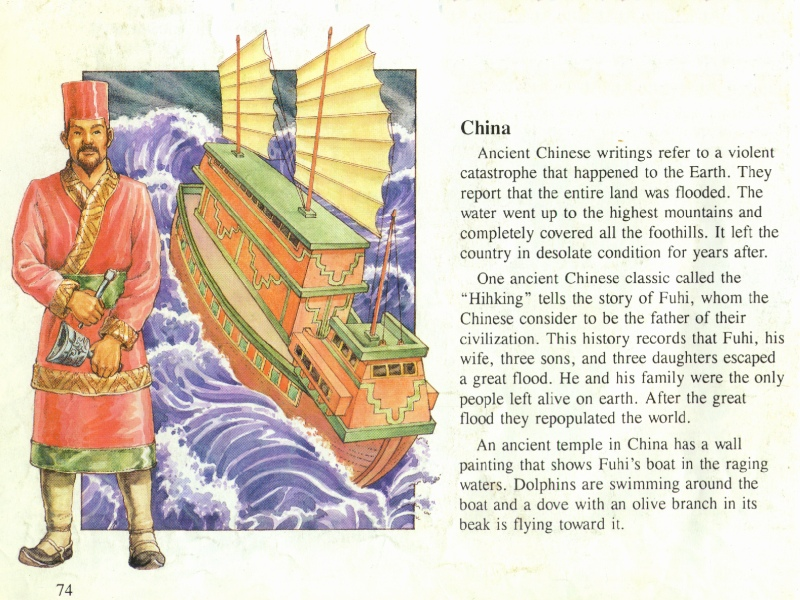 China
Ancient Chinese writings refer to a violent
catastrophe that happened to the Earth. They
report that the entire land was flooded. The
water went up to the highest mountains and
completely covered all the foothills. It left the
country in desolate condition for years after.
One ancient Chinese classic called the
“Hihking” tells the story of Fuhi, whom the
Chinese consider to be the father of their
civilization. This history records that Fuhi, his
wife, three sons, and three daughters escaped
a great flood. He and his family were the only
people left alive on earth. After the great
flood they repopulated the world.
An ancient temple in China has a wall
painting that shows Fuhi’s boat in the raging
waters. Dolphins are swimming around the
boat and a dove with an olive branch in its
beak is flying toward it.
74